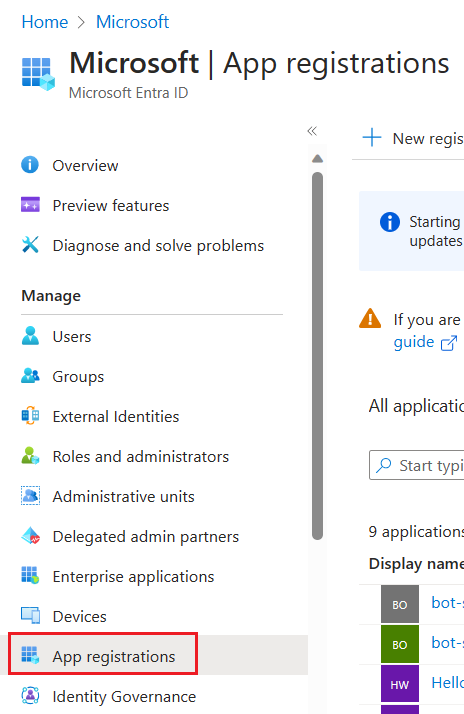 Home > Microsoft
Microsoft | App registrations
Microsoft Entra ID
«
Overview
Preview features
Diagnose and solve problems
Manage
Users
Groups
External Identities
Roles and administrators
Administrative units
Delegated admin partners
Enterprise applications
Devices
App registrations
Identity Governance
+ New regis
Starting
updates
If you are
guide
All applicatio
Start typi
9 applications
Display name
BO bot-s
BO bot-s
HW Hello